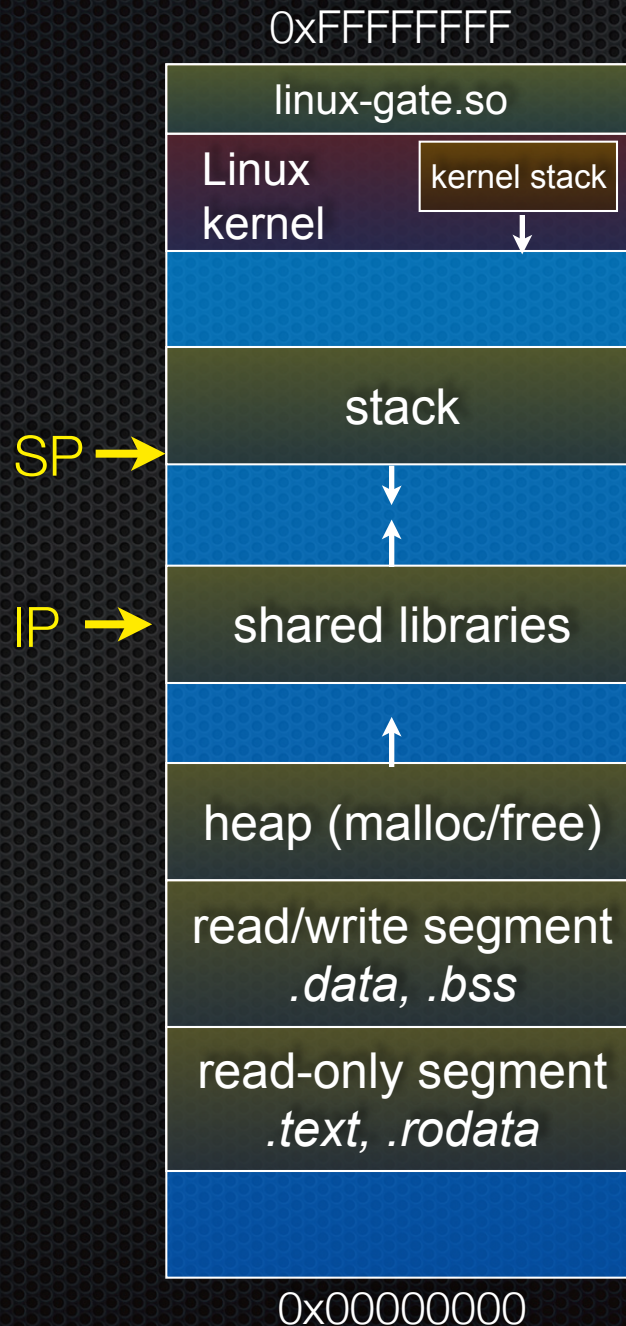 0xFFFFFFFF
linux-gate.so
Linux
kernel
kernel stack
stack
SP
IP
shared libraries
heap (malloc/free)
read/write segment
.data, .bss
read-only segment
.text, .rodata
0x00000000